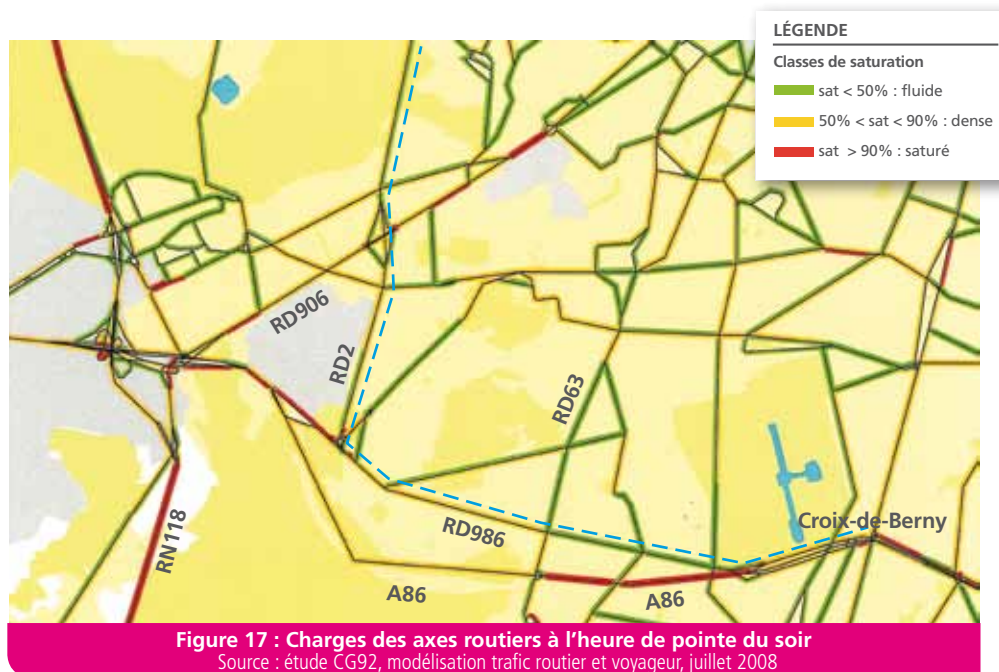 LÉGENDE
Classes de saturation
sat < 50% : fluide
50% < sat < 90% : dense
sat > 90% : saturé
RD906
RD2
RD63
RN118
RD986
Croix-de-Berny
A86
A86
Figure 17 : Charges des axes routiers à l'heure de pointe du soir
Source : étude CG92, modélisation trafic routier et voyageur, juillet 2008